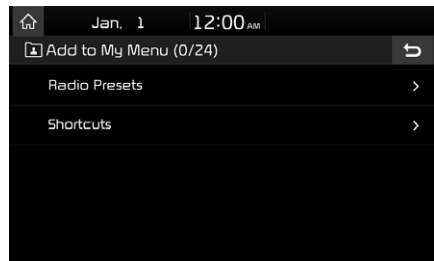 Jan. 1 12:00 AM
Add to My Menu (0/24)
Radio Presets
Shortcuts